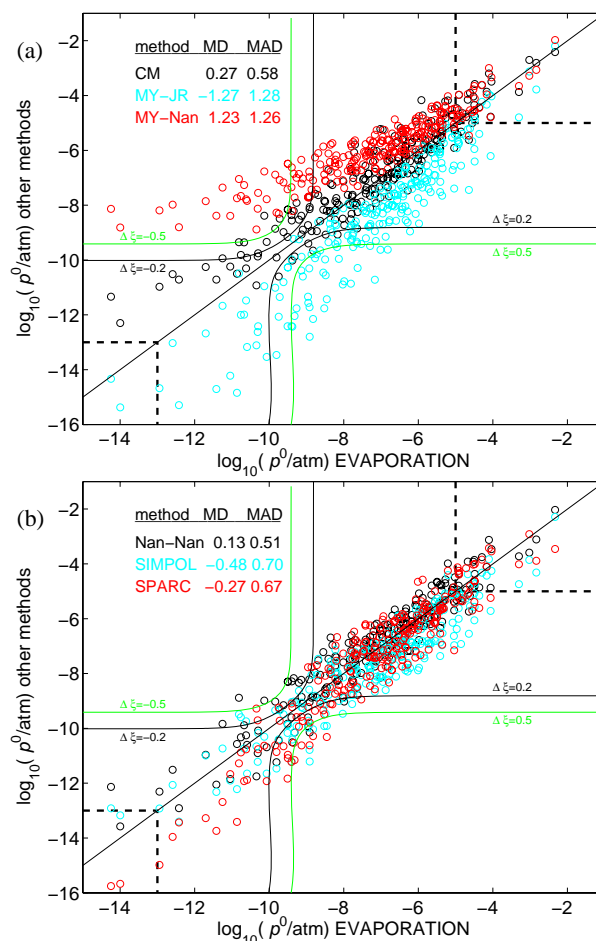 (a)
method MD MAD
CM 0.27 0.58
MY−JR −1.27 1.28
MY−Nan 1.23 1.26
−2
−4
−6
−8
−10
−12
−14
−16
Δ ξ=−0.5
Δ ξ=−0.2
Δ ξ=0.2
Δ ξ=0.5
log10( p0/atm) other methods
−14 −12 −10 −8 −6 −4 −2
log10( p0/atm) EVAPORATION
(b)
method MD MAD
Nan−Nan 0.13 0.51
SIMPOL −0.48 0.70
SPARC −0.27 0.67
−2
−4
−6
−8
−10
−12
−14
−16
Δ ξ=−0.5
Δ ξ=−0.2
Δ ξ=0.2
Δ ξ=0.5
log10( p0/atm) other methods
−14 −12 −10 −8 −6 −4 −2
log10( p0/atm) EVAPORATION